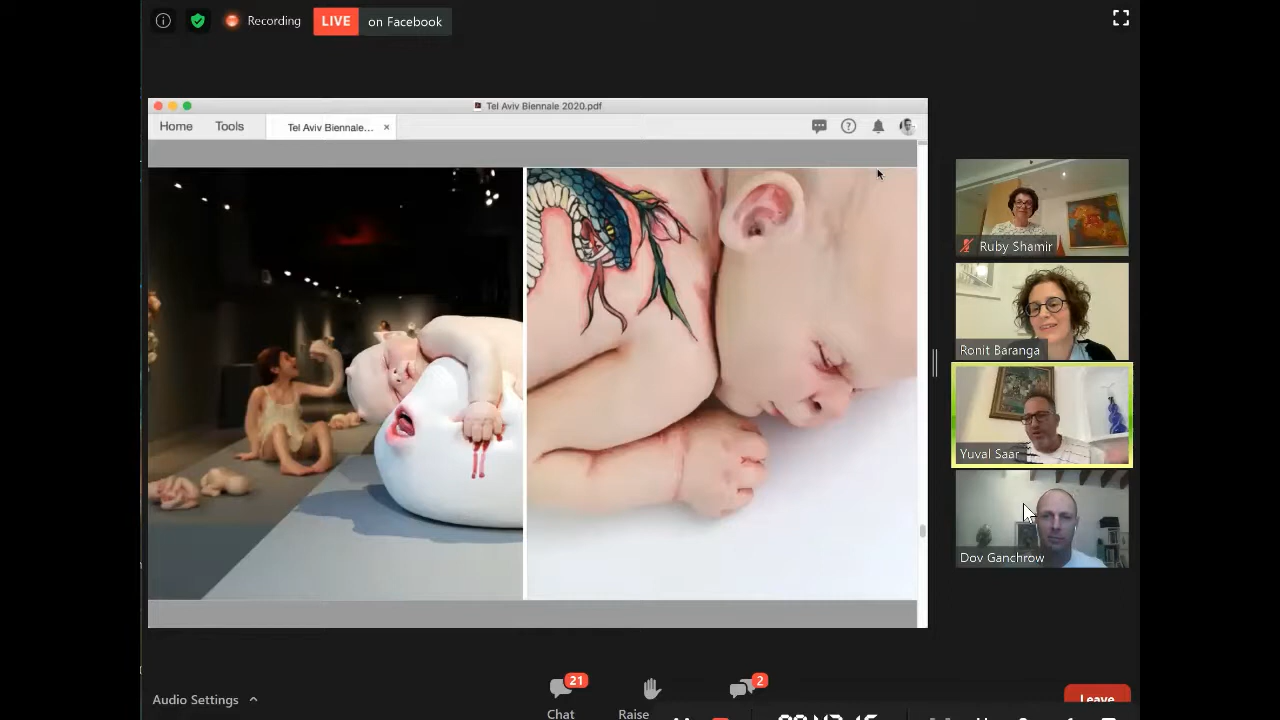 Recording
LIVE
on Facebook
Tel Aviv Biennale 2020.pdf
Home
Tools
Tel Aviv Biennale...
Ruby Shamir
Ronit Baranga
Yuval Saar
Dov Ganchrow
Audio Settings
21
Chat
Raise
2
Leave